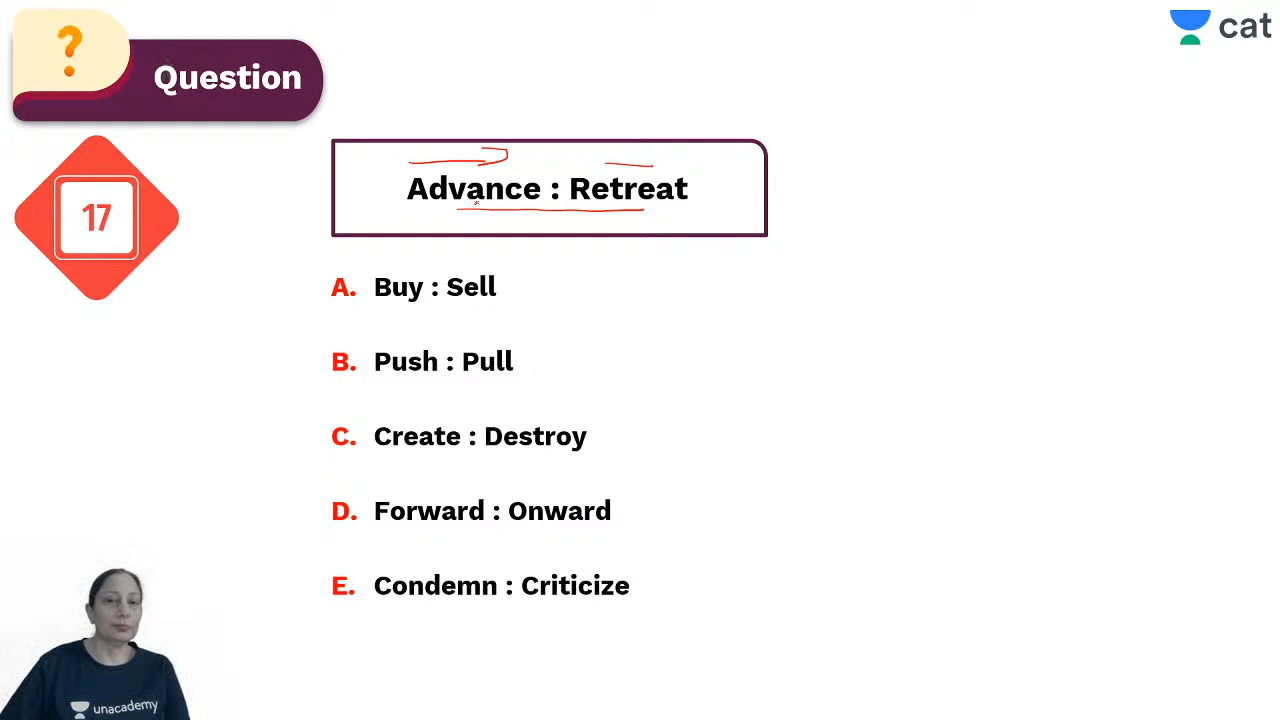 ?
Question
cat
17
Advance : Retreat
A. Buy : Sell
B. Push : Pull
C. Create : Destroy
D. Forward : Onward
E. Condemn : Criticize
unacademy